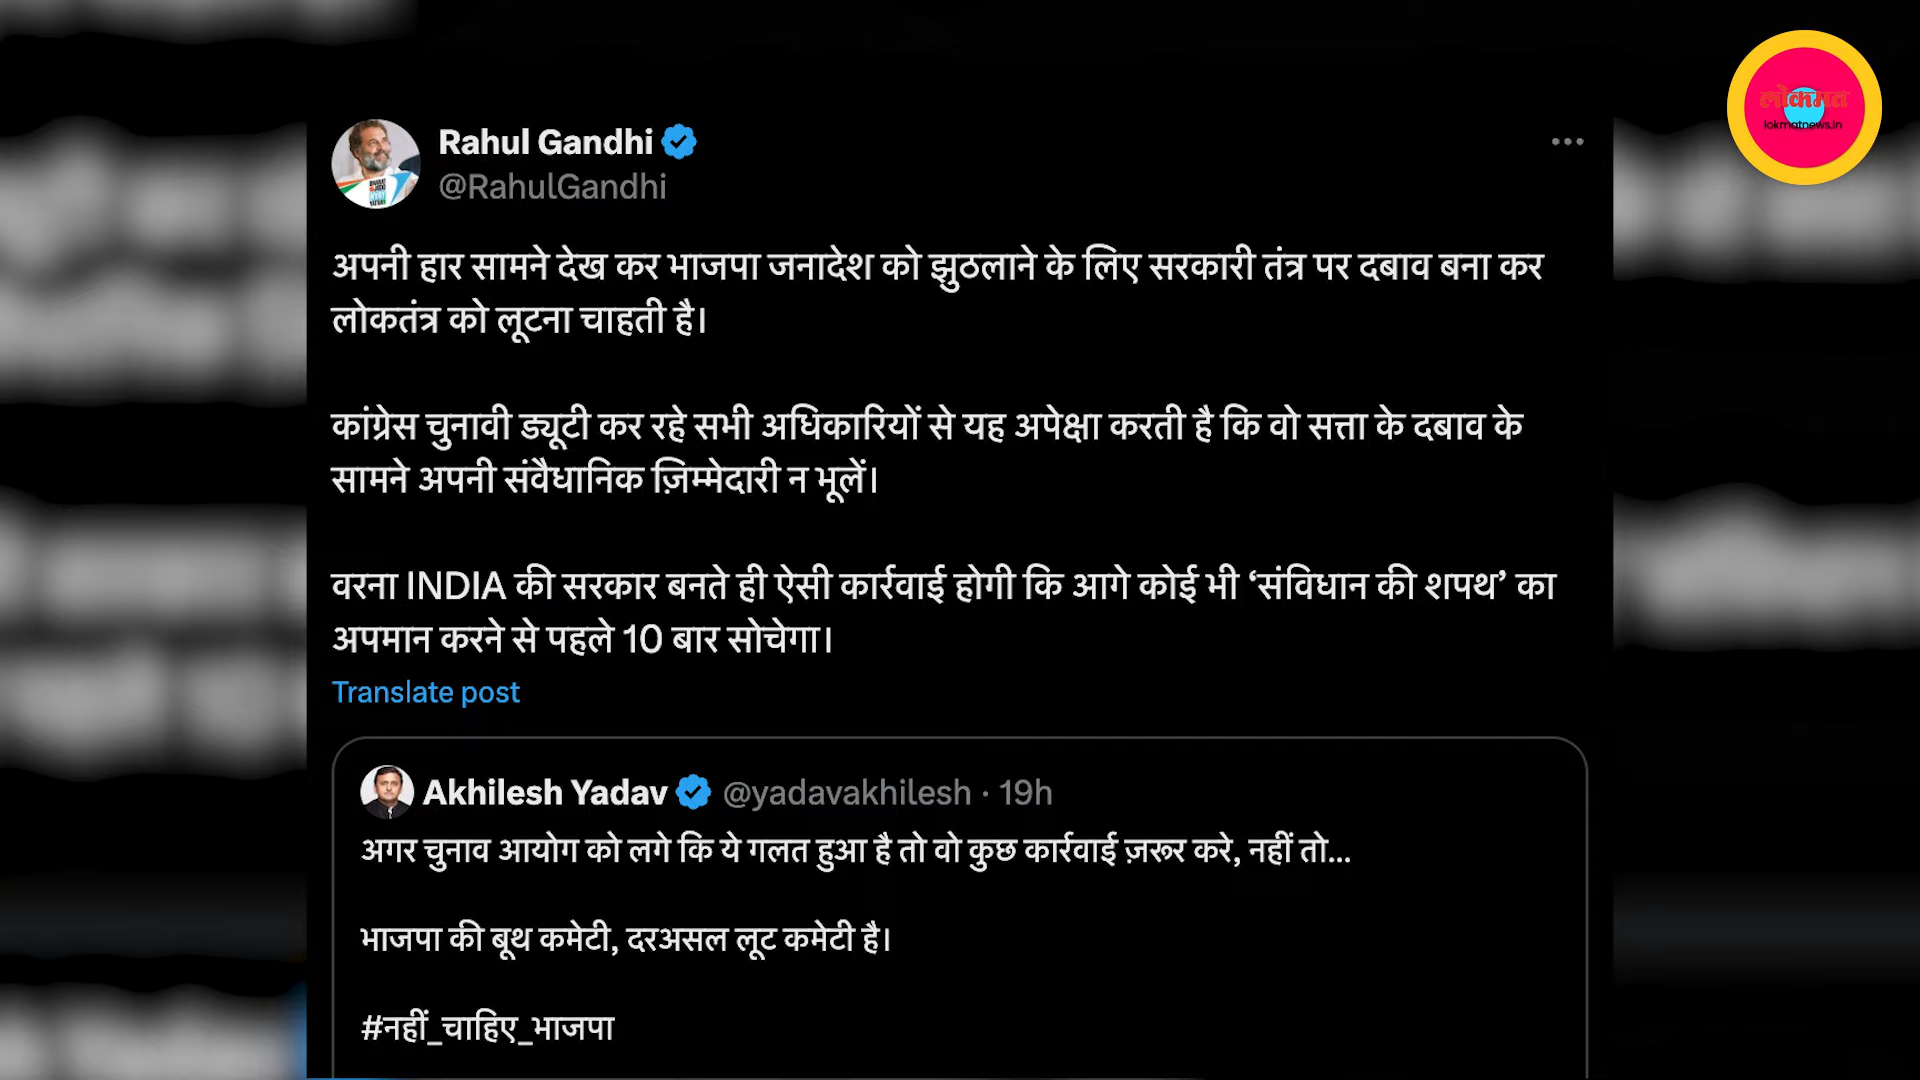 लोकमत
lokmatnews.in
Rahul Gandhi
@RahulGandhi
अपनी हार सामने देख कर भाजपा जनादेश को झुठलाने के लिए सरकारी तंत्र पर दबाव बना कर
लोकतंत्र को लूटना चाहती है।
कांग्रेस चुनावी ड्यूटी कर रहे सभी अधिकारियों से यह अपेक्षा करती है कि वो सत्ता के दबाव के
सामने अपनी संवैधानिक ज़िम्मेदारी न भूलें।
वरना INDIA की सरकार बनते ही ऐसी कार्रवाई होगी कि आगे कोई भी ‘संविधान की शपथ’ का
अपमान करने से पहले 10 बार सोचेगा।
Translate post
Akhilesh Yadav @yadavakhilesh · 19h
अगर चुनाव आयोग को लगे कि ये गलत हुआ है तो वो कुछ कार्रवाई ज़रूर करे, नहीं तो...
भाजपा की बूथ कमेटी, दरअसल लूट कमेटी है।
#नहीं_चाहिए_भाजपा